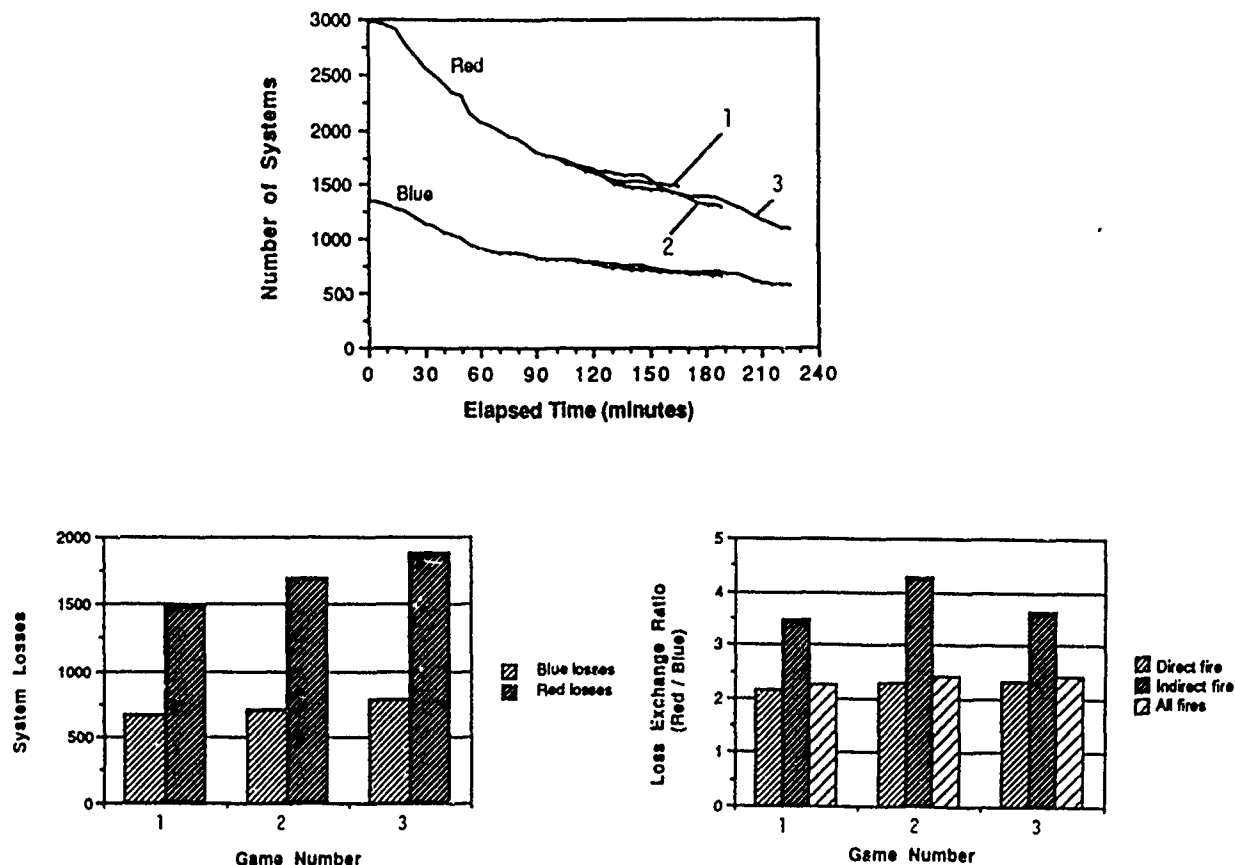 3000
2500
2000
1500
1000
500
0
Number of Systems
Red
Blue
1
3
2
0 30 60 90 120 150 180 210 240
Elapsed Time (minutes)
2000
1500
1000
500
0
System Losses
1 2 3
Game Number
Blue losses
Red losses
5
4
3
2
1
0
Loss Exchange Ratio
(Red / Blue)
1 2 3
Game Number
Direct fire
Indirect fire
All fires